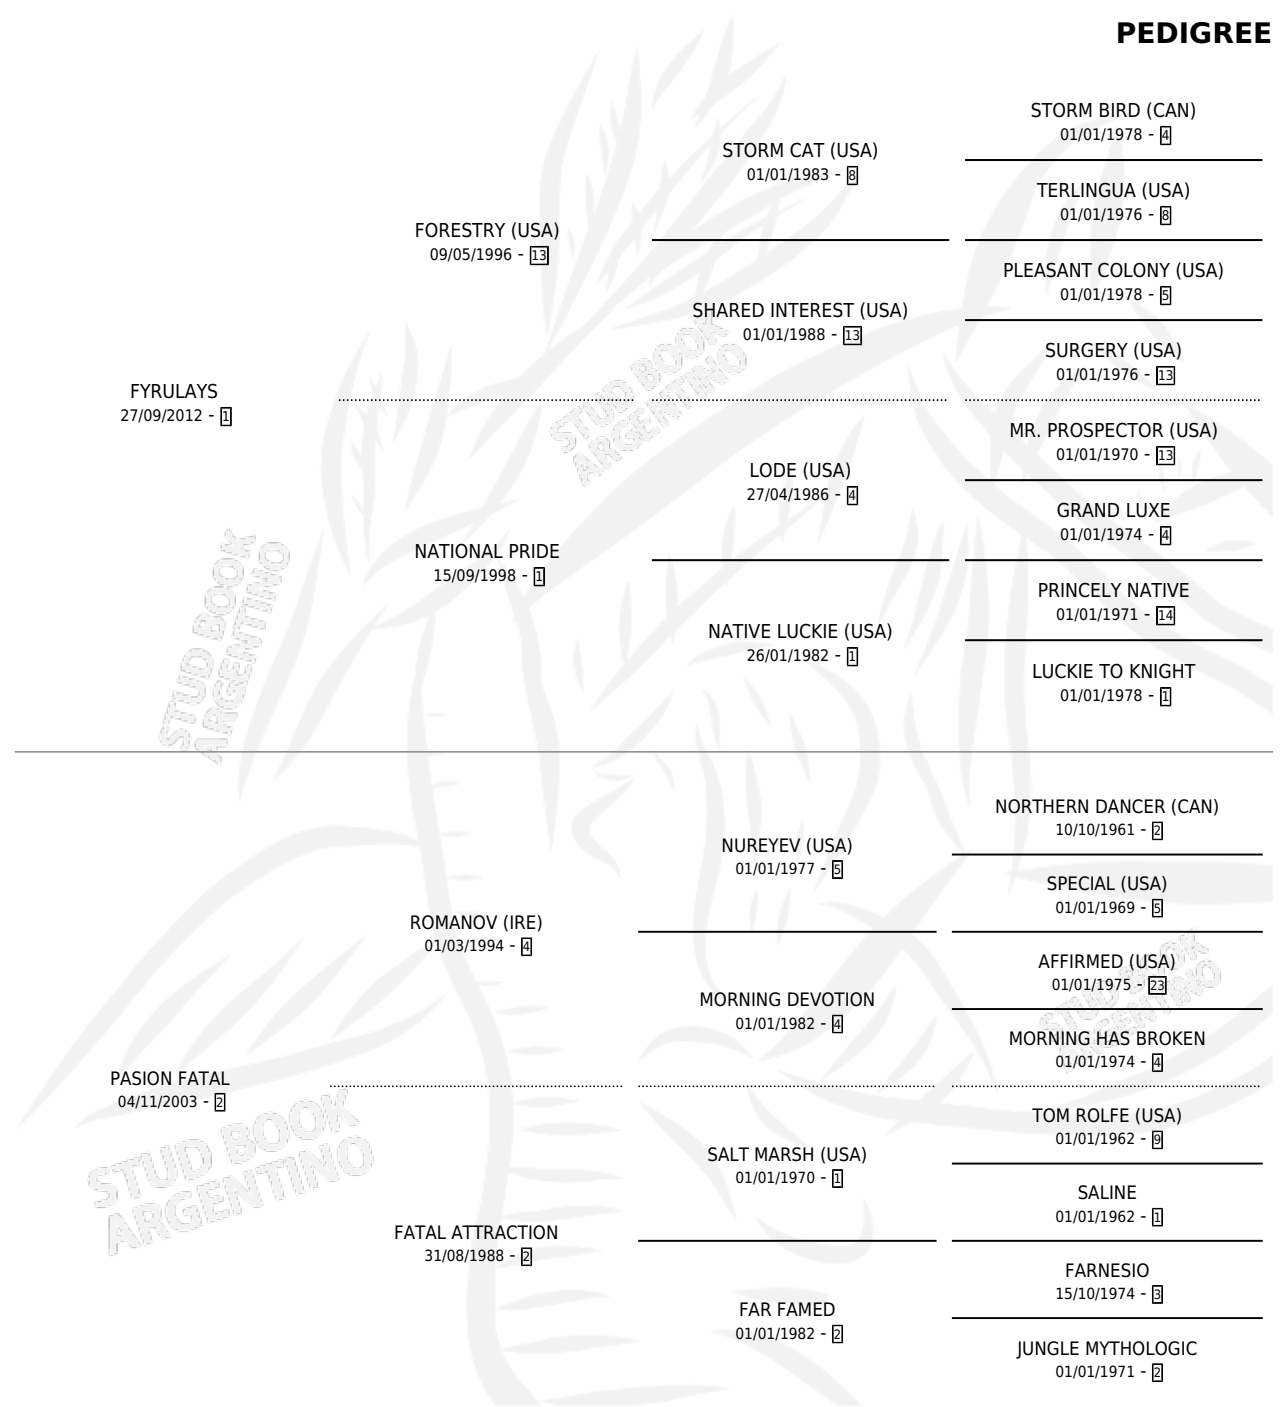 PEDIGREE
STORM BIRD (CAN)
01/01/1978 - 4
STORM CAT (USA)
01/01/1983 - 8
TERLINGUA (USA)
01/01/1976 - 8
FORESTRY (USA)
09/05/1996 - 13
PLEASANT COLONY (USA)
01/01/1978 - 5
SHARED INTEREST (USA)
01/01/1988 - 13
SURGERY (USA)
01/01/1976 - 13
FYRULAYS
27/09/2012 - 1
MR. PROSPECTOR (USA)
01/01/1970 - 13
LODE (USA)
27/04/1986 - 4
GRAND LUXE
01/01/1974 - 4
NATIONAL PRIDE
15/09/1998 - 1
PRINCELY NATIVE
01/01/1971 - 14
NATIVE LUCKIE (USA)
26/01/1982 - 1
LUCKIE TO KNIGHT
01/01/1978 - 1
NORTHERN DANCER (CAN)
10/10/1961 - 2
NUREYEV (USA)
01/01/1977 - 5
SPECIAL (USA)
01/01/1969 - 5
ROMANOV (IRE)
01/03/1994 - 4
AFFIRMED (USA)
01/01/1975 - 23
MORNING DEVOTION
01/01/1982 - 4
MORNING HAS BROKEN
01/01/1974 - 4
PASION FATAL
04/11/2003 - 2
TOM ROLFE (USA)
01/01/1962 - 9
SALT MARSH (USA)
01/01/1970 - 1
SALINE
01/01/1962 - 1
FATAL ATTRACTION
31/08/1988 - 2
FARNESIO
15/10/1974 - 3
FAR FAMED
01/01/1982 - 2
JUNGLE MYTHOLOGIC
01/01/1971 - 2
STUD BOOK
ARGENTINO
STUD BOOK
ARGENTINO
STUD BOOK
ARGENTINO
STUD BOOK
ARGENTINO